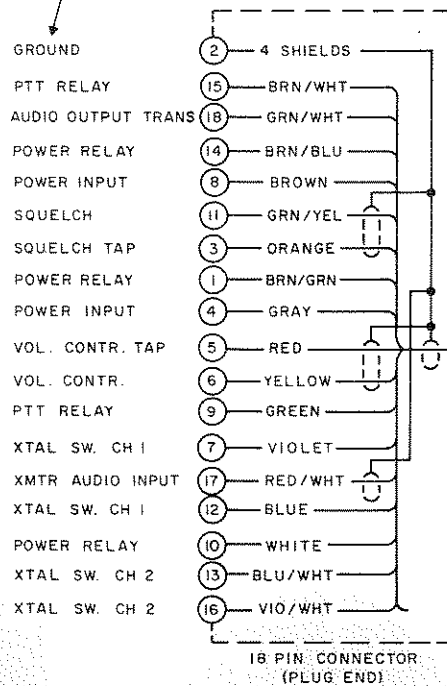 GROUND 2 4 SHIELDS
PTT RELAY 15 BRN/WHT
AUDIO OUTPUT TRANS 18 GRN/WHT
POWER RELAY 14 BRN/BLU
POWER INPUT 8 BROWN
SQUELCH 11 GRN/YEL
SQUELCH TAP 3 ORANGE
POWER RELAY 1 BRN/GRN
POWER INPUT 4 GRAY
VOL. CONTR. TAP 5 RED
VOL. CONTR. 6 YELLOW
PTT RELAY 9 GREEN
XTAL SW. CH 1 7 VIOLET
XMTR AUDIO INPUT 17 RED/WHT
XTAL SW. CH 1 12 BLUE
POWER RELAY 10 WHITE
XTAL SW. CH 2 13 BLU/WHT
XTAL SW. CH 2 16 VIO/WHT
18 PIN CONNECTOR
(PLUG END)